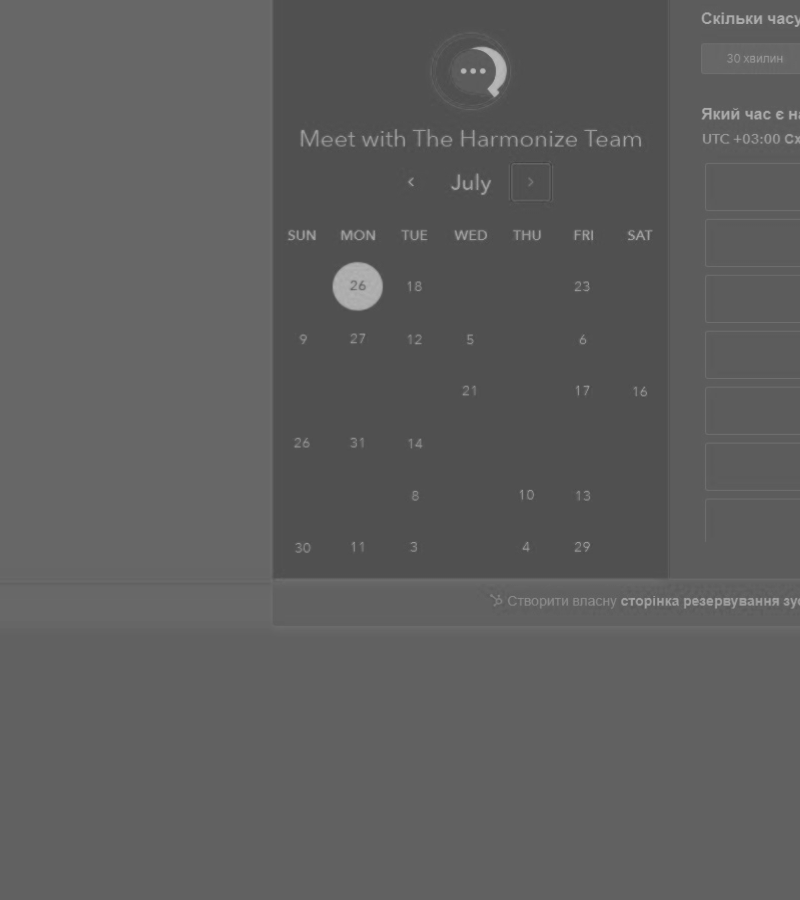 Скільки часу
30 хвилин
Meet with The Harmonize Team
Який час є на
UTC +03:00 Сх
July
SUN MON TUE WED THU FRI SAT
26 18 23
9 27 12 5 6
21 17 16
26 31 14
8 10 13
30 11 3 4 29
Створити власну сторінка резервування зус